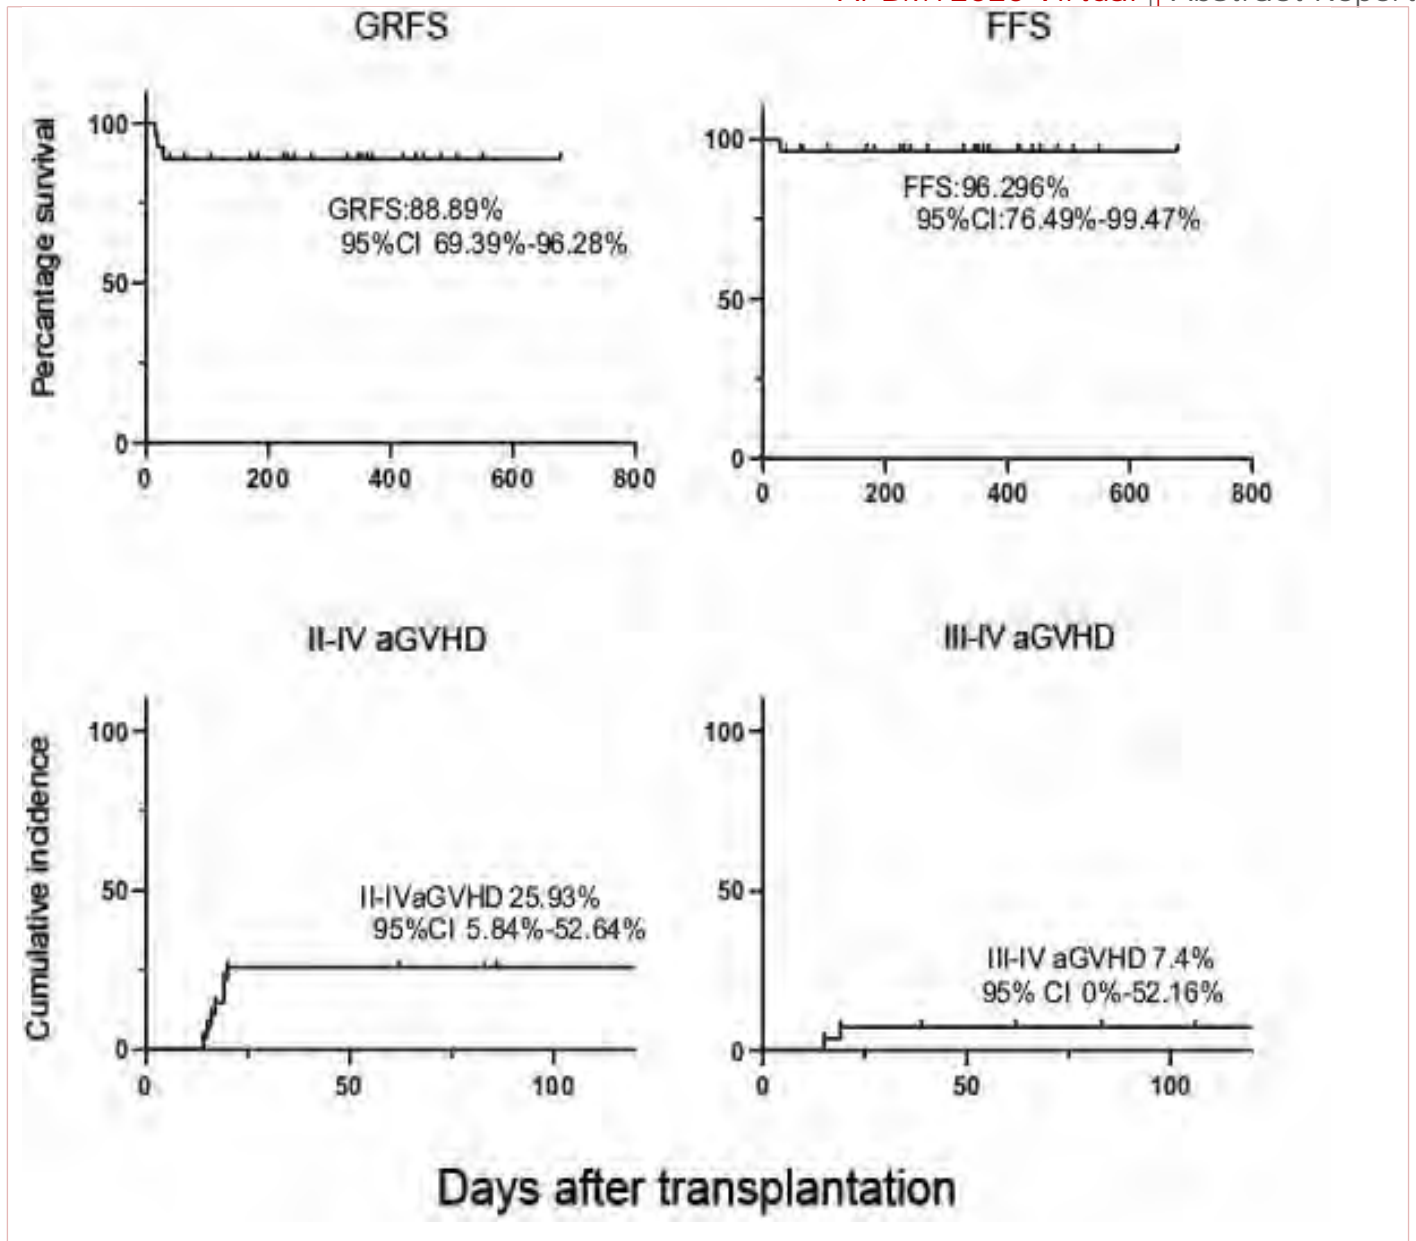 GRFS
FFS
Percantage survival
100
50
0
0 200 400 600 800
GRFS:88.89%
95%CI 69.39%-96.28%
100
50
0
0 200 400 600 800
FFS:96.296%
95%CI:76.49%-99.47%
II-IV aGVHD
III-IV aGVHD
Cumulative incidence
100
50
0
0 50 100
II-IVaGVHD 25.93%
95%CI 5.84%-52.64%
100
50
0
0 50 100
III-IV aGVHD 7.4%
95% CI 0%-52.16%
Days after transplantation